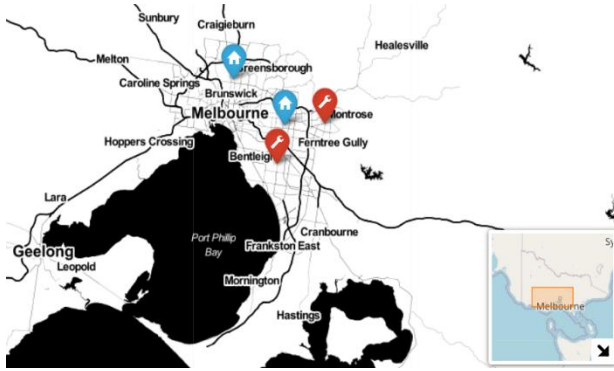 Sunbury
Craigieburn
Healesville
Melton
Greensborough
Caroline Springs
Brunswick
Melbourne
Montrose
Hoppers Crossing
Ferntree Gully
Bentleigh
Lara
Port Phillip
Bay
Cranbourne
Geelong
Frankston East
Leopold
Mornington
Hastings
Sy
Melbourne